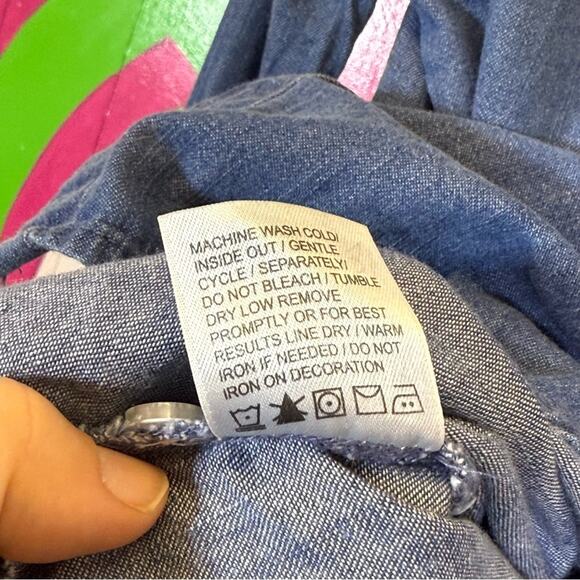 MACHINE WASH COLD/
INSIDE OUT / GENTLE
CYCLE / SEPARATELY/
DO NOT BLEACH / TUMBLE
DRY LOW REMOVE
PROMPTLY OR FOR BEST
RESULTS LINE DRY / WARM
IRON IF NEEDED / DO NOT
IRON ON DECORATION